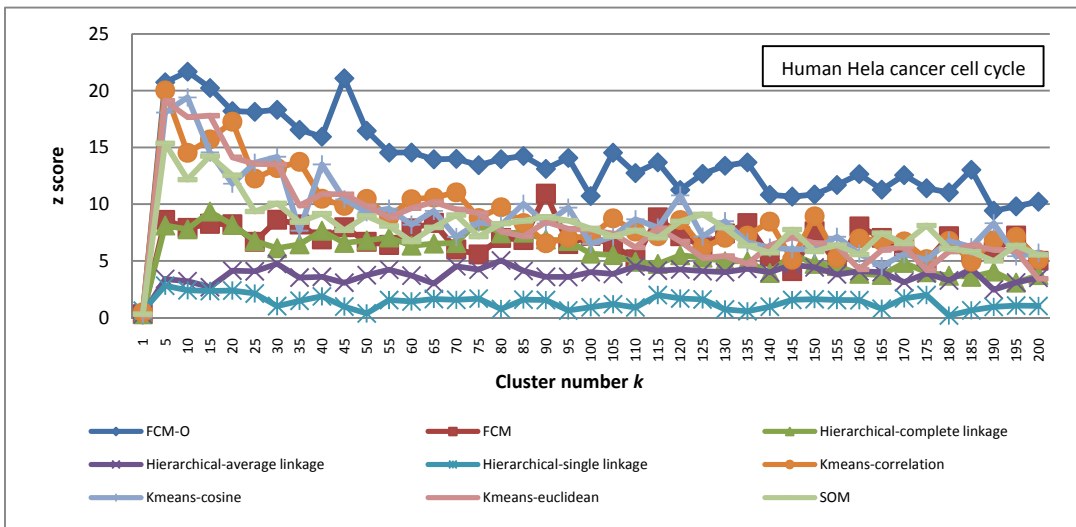 25
20
15
10
5
0
z score
Human Hela cancer cell cycle
1 5 10 15 20 25 30 35 40 45 50 55 60 65 70 75 80 85 90 95 100 105 110 115 120 125 130 135 140 145 150 155 160 165 170 175 180 185 190 195 200
Cluster number k
FCM-O FCM Hierarchical-complete linkage
Hierarchical-average linkage Hierarchical-single linkage Kmeans-correlation
Kmeans-cosine Kmeans-euclidean SOM